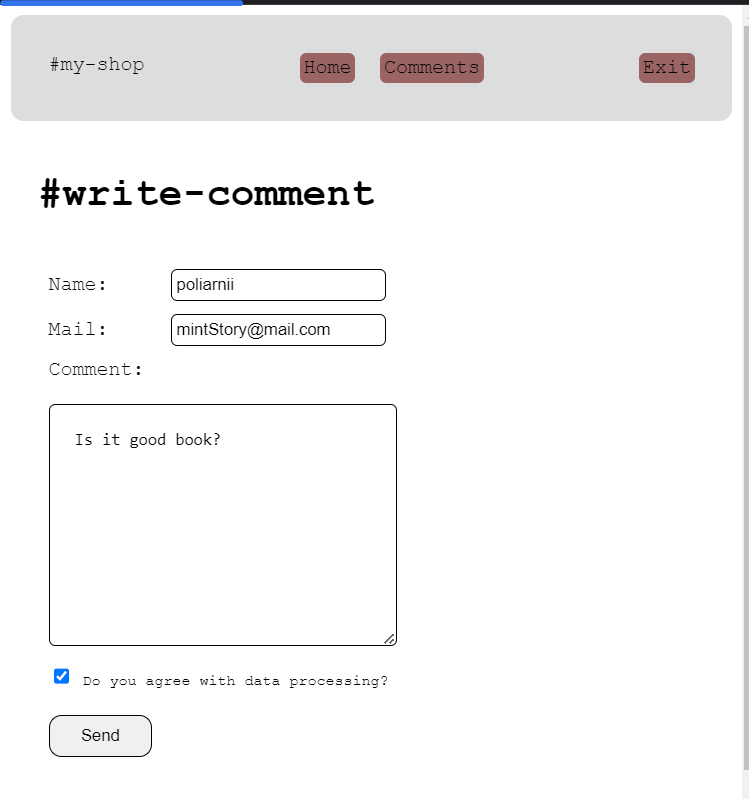 #my-shop Home Comments Exit
#write-comment
Name: poliarnii
Mail: mintStory@mail.com
Comment:
Is it good book?
Do you agree with data processing?
Send